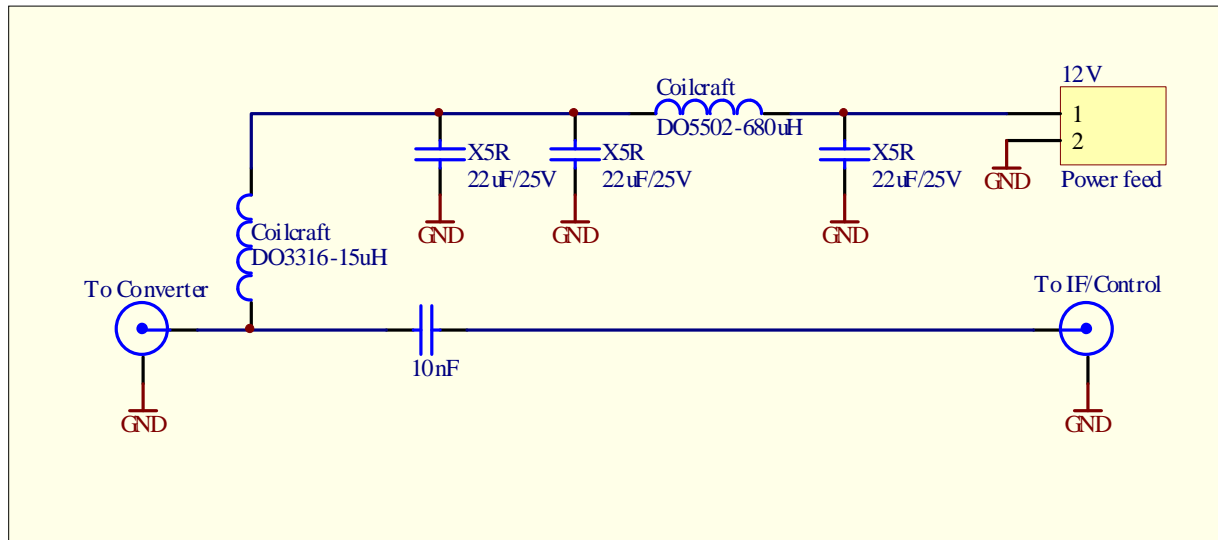 12V
Coilcraft
DO5502-680uH
1
2
X5R
22uF/25V
X5R
22uF/25V
X5R
22uF/25V
GND
Power feed
GND
GND
GND
Coilcraft
DO3316-15uH
To Converter
To IF/Control
10nF
GND
GND